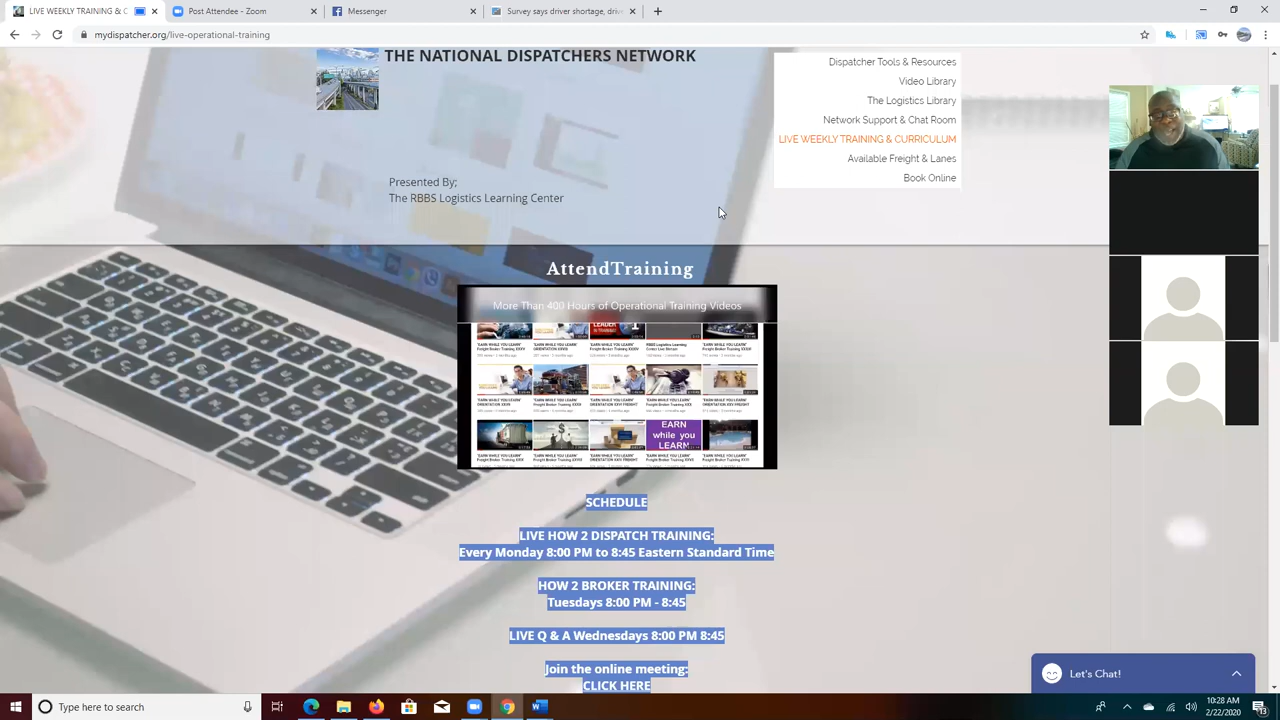 LIVE WEEKLY TRAINING & C
Post Attendee - Zoom
Messenger
Survey says driver shortage, drive
mydispatcher.org/live-operational-training
THE NATIONAL DISPATCHERS NETWORK
Presented By;
The RBBS Logistics Learning Center
Dispatcher Tools & Resources
Video Library
The Logistics Library
Network Support & Chat Room
LIVE WEEKLY TRAINING & CURRICULUM
Available Freight & Lanes
Book Online
AttendTraining
More Than 400 Hours of Operational Training Videos
EARN
while you
LEARN
SCHEDULE
LIVE HOW 2 DISPATCH TRAINING:
Every Monday 8:00 PM to 8:45 Eastern Standard Time
HOW 2 BROKER TRAINING:
Tuesdays 8:00 PM - 8:45
LIVE Q & A Wednesdays 8:00 PM 8:45
Join the online meeting:
CLICK HERE
Let's Chat!
Type here to search
10:28 AM
2/22/2020
13